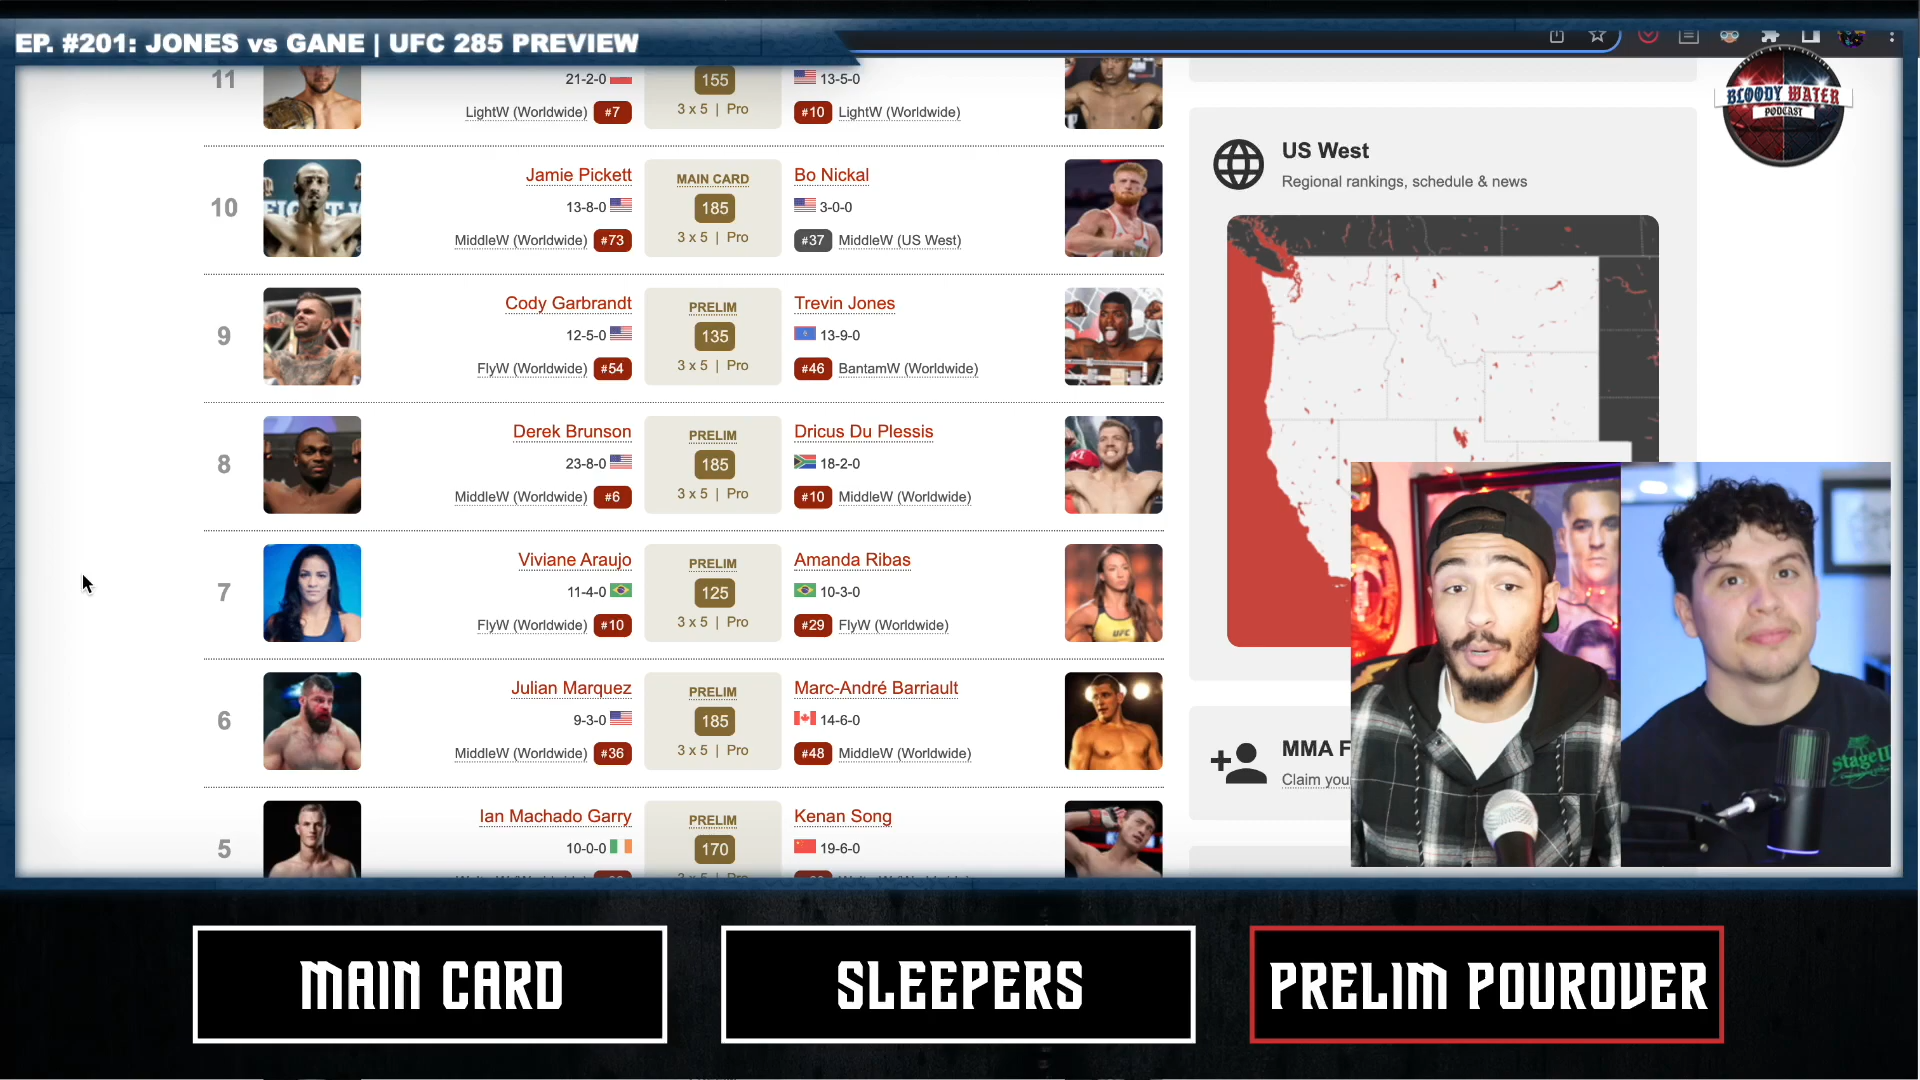 EP. #201: JONES vs GANE | UFC 285 PREVIEW
BLOODY WATER
PODCAST
11
21-2-0
155
13-5-0
LightW (Worldwide) #7
3 x 5 | Pro
#10 LightW (Worldwide)
10
Jamie Pickett
MAIN CARD
Bo Nickal
13-8-0
185
3-0-0
MiddleW (Worldwide) #73
3 x 5 | Pro
#37 MiddleW (US West)
9
Cody Garbrandt
PRELIM
Trevin Jones
12-5-0
135
13-9-0
FlyW (Worldwide) #54
3 x 5 | Pro
#46 BantamW (Worldwide)
8
Derek Brunson
PRELIM
Dricus Du Plessis
23-8-0
185
18-2-0
MiddleW (Worldwide) #6
3 x 5 | Pro
#10 MiddleW (Worldwide)
7
Viviane Araujo
PRELIM
Amanda Ribas
11-4-0
125
10-3-0
FlyW (Worldwide) #10
3 x 5 | Pro
#29 FlyW (Worldwide)
UFC
6
Julian Marquez
PRELIM
Marc-André Barriault
9-3-0
185
14-6-0
MiddleW (Worldwide) #36
3 x 5 | Pro
#48 MiddleW (Worldwide)
5
Ian Machado Garry
PRELIM
Kenan Song
10-0-0
170
19-6-0
US West
Regional rankings, schedule & news
MMA F
Claim you
MAIN CARD
SLEEPERS
PRELIM POUROVER